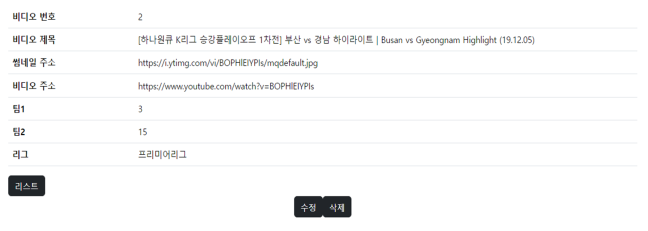 비디오 번호 2
비디오 제목 [하나원큐 K리그 승강플레이오프 1차전] 부산 vs 경남 하이라이트 | Busan vs Gyeongnam Highlight (19.12.05)
썸네일 주소 https://i.ytimg.com/vi/BOPHlEIYPIs/mqdefault.jpg
비디오 주소 https://www.youtube.com/watch?v=BOPHlEIYPIs
팀1 3
팀2 15
리그 프리미어리그
리스트
수정 삭제